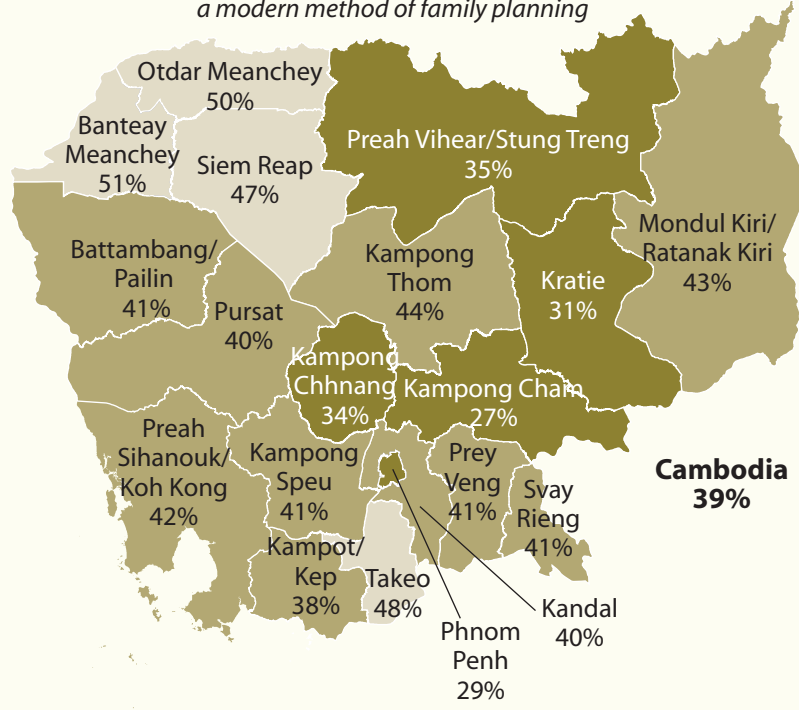 a modern method of family planning
Otdar Meanchey
50%
Banteay
Meanchey
51%
Siem Reap
47%
Preah Vihear/Stung Treng
35%
Mondul Kiri/
Ratanak Kiri
43%
Battambang/
Pailin
41%
Pursat
40%
Kampong
Thom
44%
Kratie
31%
Kampong
Chhnang
34%
Kampong Cham
27%
Preah
Sihanouk/
Koh Kong
42%
Kampong
Speu
41%
Prey
Veng
41%
Svay
Rieng
41%
Cambodia
39%
Kampot/
Kep
38%
Takeo
48%
Kandal
40%
Phnom
Penh
29%